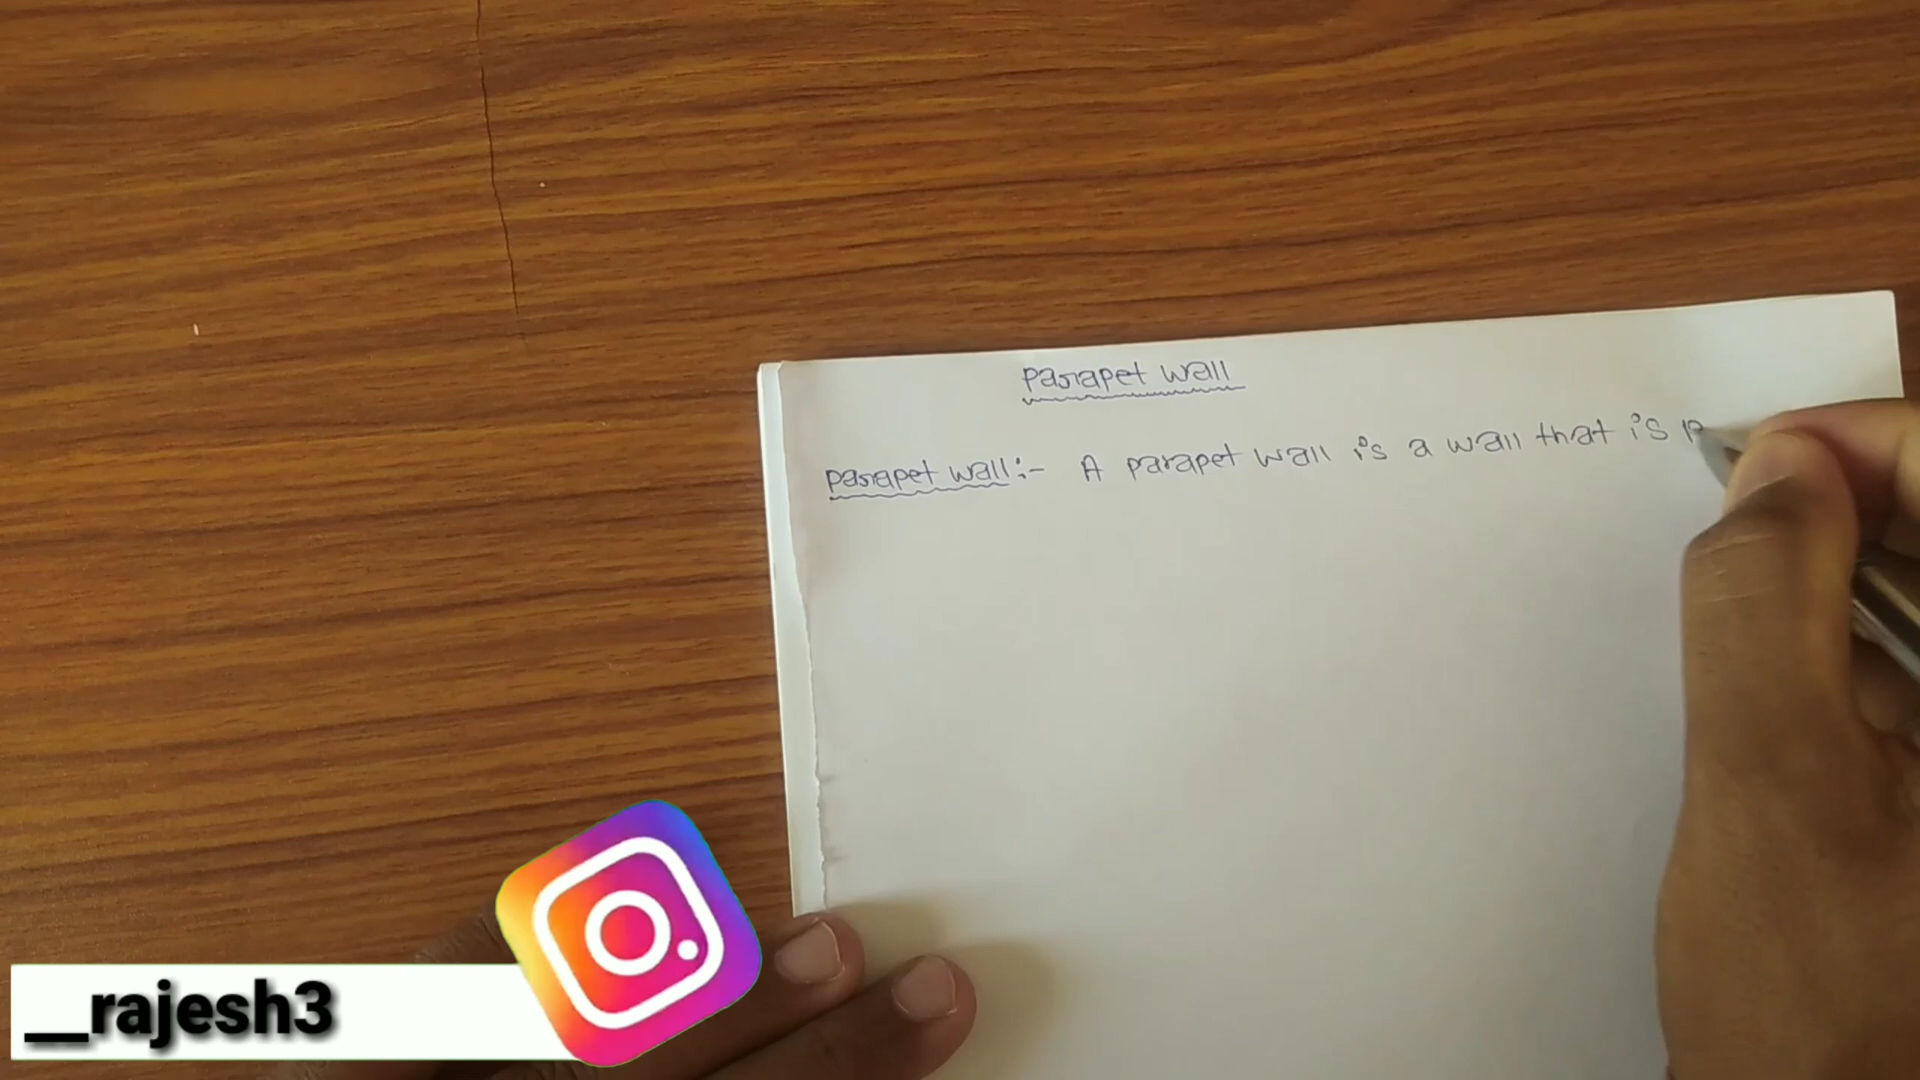 Parapet wall
Parapet wall:- A parapet wall is a wall that is
__rajesh3